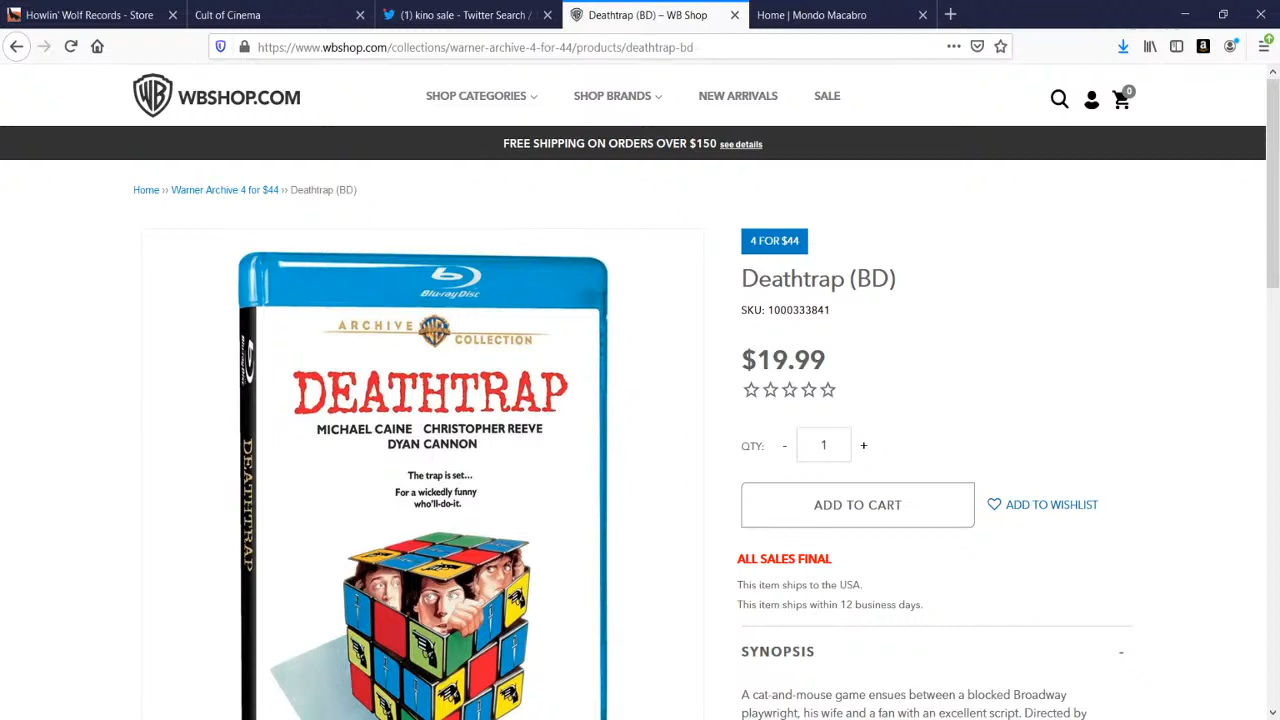 Howlin' Wolf Records - Store
Cult of Cinema
(1) kino sale - Twitter Search /
Deathtrap (BD) – WB Shop
Home | Mondo Macabro
https://www.wbshop.com/collections/warner-archive-4-for-44/products/deathtrap-bd
WB WBSHOP.COM
SHOP CATEGORIES
SHOP BRANDS
NEW ARRIVALS
SALE
0
FREE SHIPPING ON ORDERS OVER $150 see details
Home ›› Warner Archive 4 for $44 ›› Deathtrap (BD)
Blu-ray Disc
ARCHIVE WB COLLECTION
DEATHTRAP
MICHAEL CAINE CHRISTOPHER REEVE
DYAN CANNON
The trap is set...
For a wickedly funny
who'll-do-it.
Blu-ray Disc
DEATHTRAP
4 FOR $44
Deathtrap (BD)
SKU: 1000333841
$19.99
QTY: - 1 +
ADD TO CART
ADD TO WISHLIST
ALL SALES FINAL
This item ships to the USA.
This item ships within 12 business days.
SYNOPSIS -
A cat-and-mouse game ensues between a blocked Broadway
playwright, his wife and a fan with an excellent script. Directed by